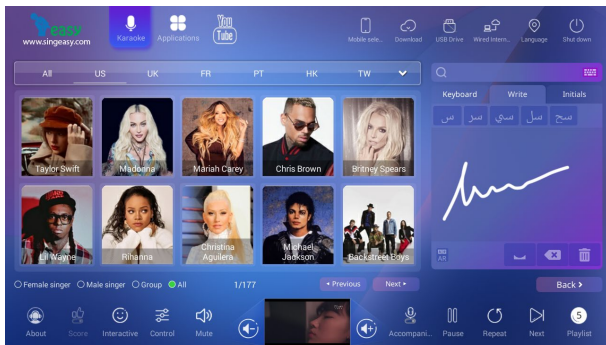 Singeasy
www.singeasy.com
Karaoke
Applications
You
Tube
Mobile sele...
Download
USB Drive
Wired Intern...
Language
Shut down
All US UK FR PT HK TW
Keyboard Write Initials
س سر سي سل سح
Taylor Swift
Madonna
Mariah Carey
Chris Brown
Britney Spears
Lil Wayne
Rihanna
Christina
Aguilera
Michael
Jackson
Backstreet Boys
AR
Female singer Male singer Group All 1/177 Previous Next Back
About
Score
Interactive
Control
Mute
Accompani...
Pause
Repeat
Next
5
Playlist